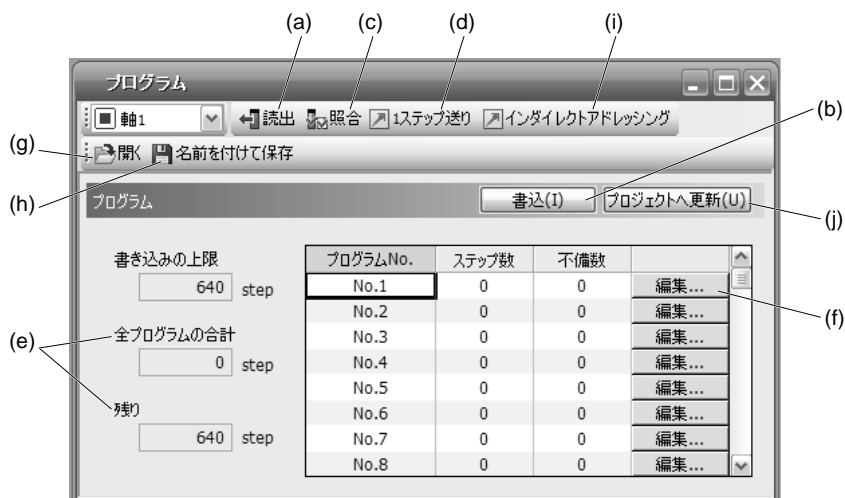 (a) (c) (d) (i)
プログラム
軸1 読出 照合 1ステップ送り インダイレクトアドレッシング
(b)
(g)
開く 名前を付けて保存
(h)
プログラム 書込(I) プロジェクトへ更新(U)
(j)
書き込みの上限
640 step
全プログラムの合計
0 step
残り
640 step
(e)
プログラムNo. ステップ数 不備数
No.1 0 0 編集...
No.2 0 0 編集...
No.3 0 0 編集...
No.4 0 0 編集...
No.5 0 0 編集...
No.6 0 0 編集...
No.7 0 0 編集...
No.8 0 0 編集...
(f)